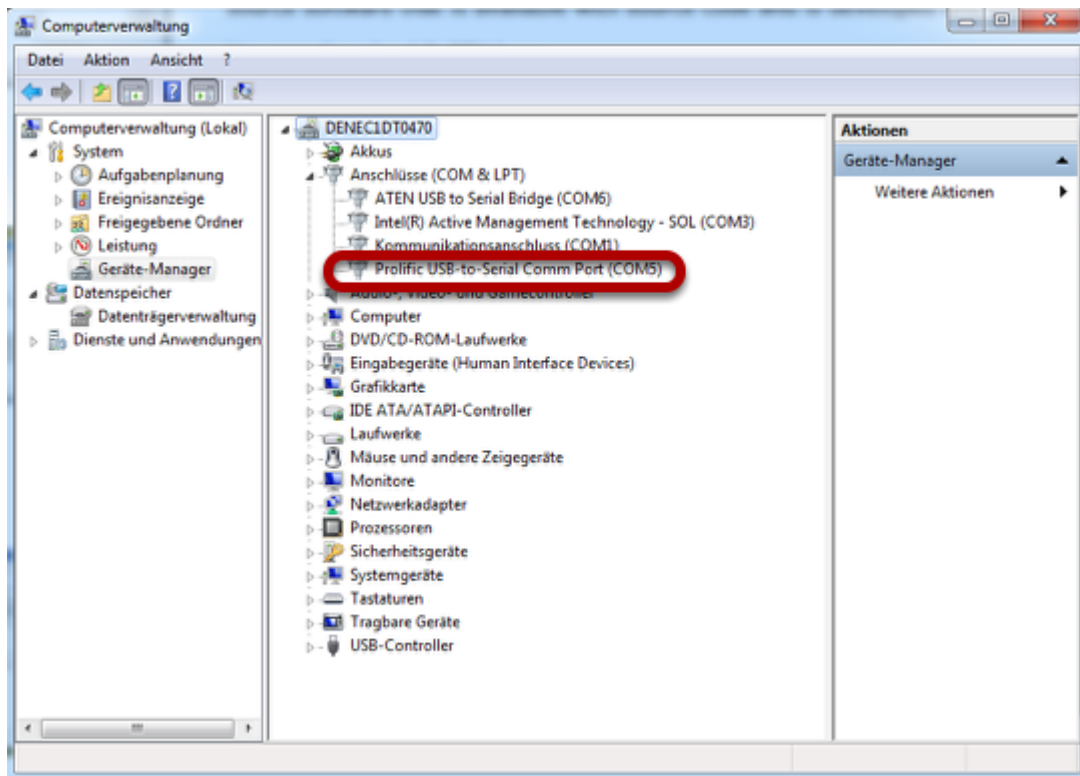 Computerverwaltung
Datei Aktion Ansicht ?
Computerverwaltung (Lokal)
System
Aufgabenplanung
Ereignisanzeige
Freigegebene Ordner
Leistung
Geräte-Manager
Datenspeicher
Datenträgerverwaltung
Dienste und Anwendungen
DENEC1DT0470
Akkus
Anschlüsse (COM & LPT)
ATEN USB to Serial Bridge (COM6)
Intel(R) Active Management Technology - SOL (COM3)
Kommunikationsanschluss (COM1)
Prolific USB-to-Serial Comm Port (COM5)
Audio-, Video- und Gamecontroller
Computer
DVD/CD-ROM-Laufwerke
Eingabegeräte (Human Interface Devices)
Grafikkarte
IDE ATA/ATAPI-Controller
Laufwerke
Mäuse und andere Zeigegeräte
Monitore
Netzwerkadapter
Prozessoren
Sicherheitsgeräte
Systemgeräte
Tastaturen
Tragbare Geräte
USB-Controller
Aktionen
Geräte-Manager
Weitere Aktionen